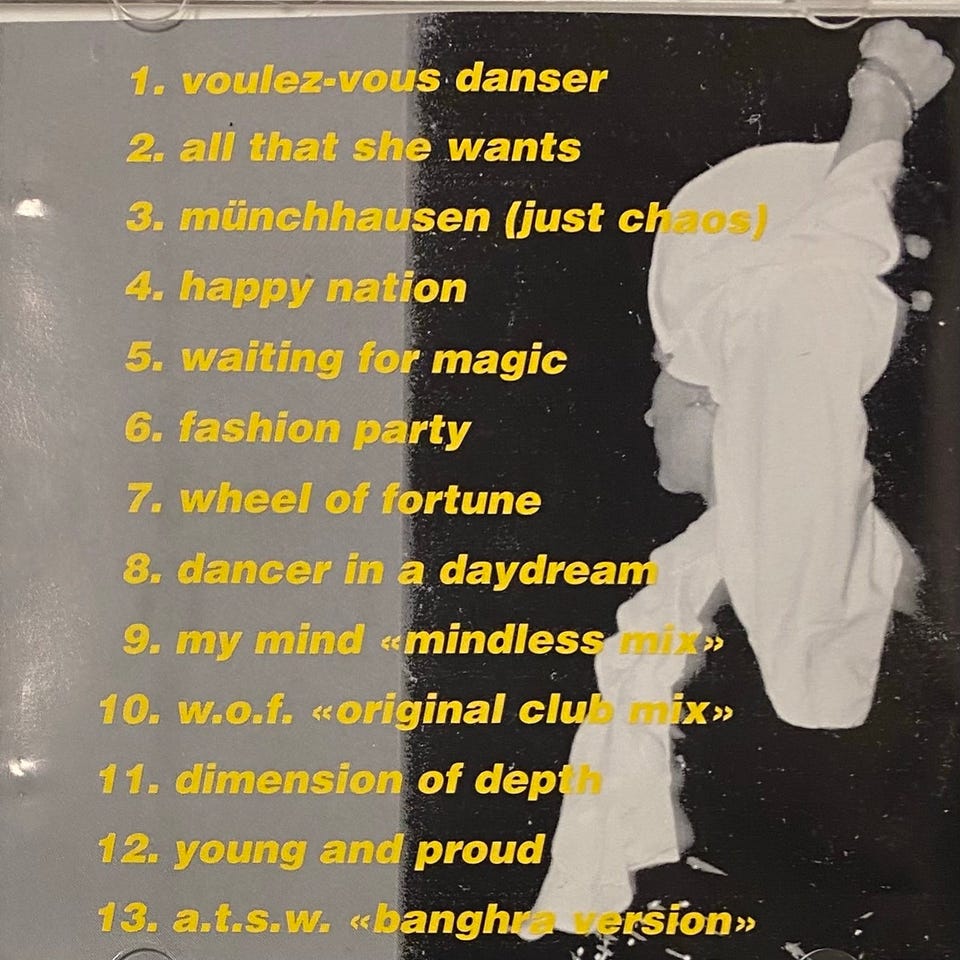 1. voulez-vous danser
2. all that she wants
3. münchhausen (just chaos)
4. happy nation
5. waiting for magic
6. fashion party
7. wheel of fortune
8. dancer in a daydream
9. my mind «mindless mix»
10. w.o.f. «original club mix»
11. dimension of depth
12. young and proud
13. a.t.s.w. «banghra version»